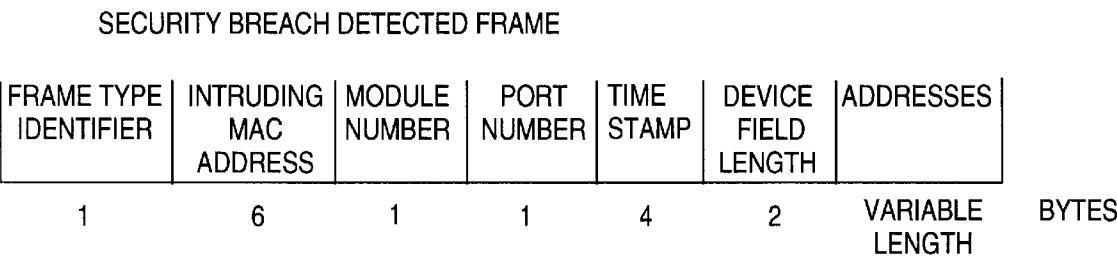 SECURITY BREACH DETECTED FRAME
FRAME TYPE IDENTIFIER
INTRUDING MAC ADDRESS
MODULE NUMBER
PORT NUMBER
TIME STAMP
DEVICE FIELD LENGTH
ADDRESSES
1
6
1
1
4
2
VARIABLE LENGTH
BYTES